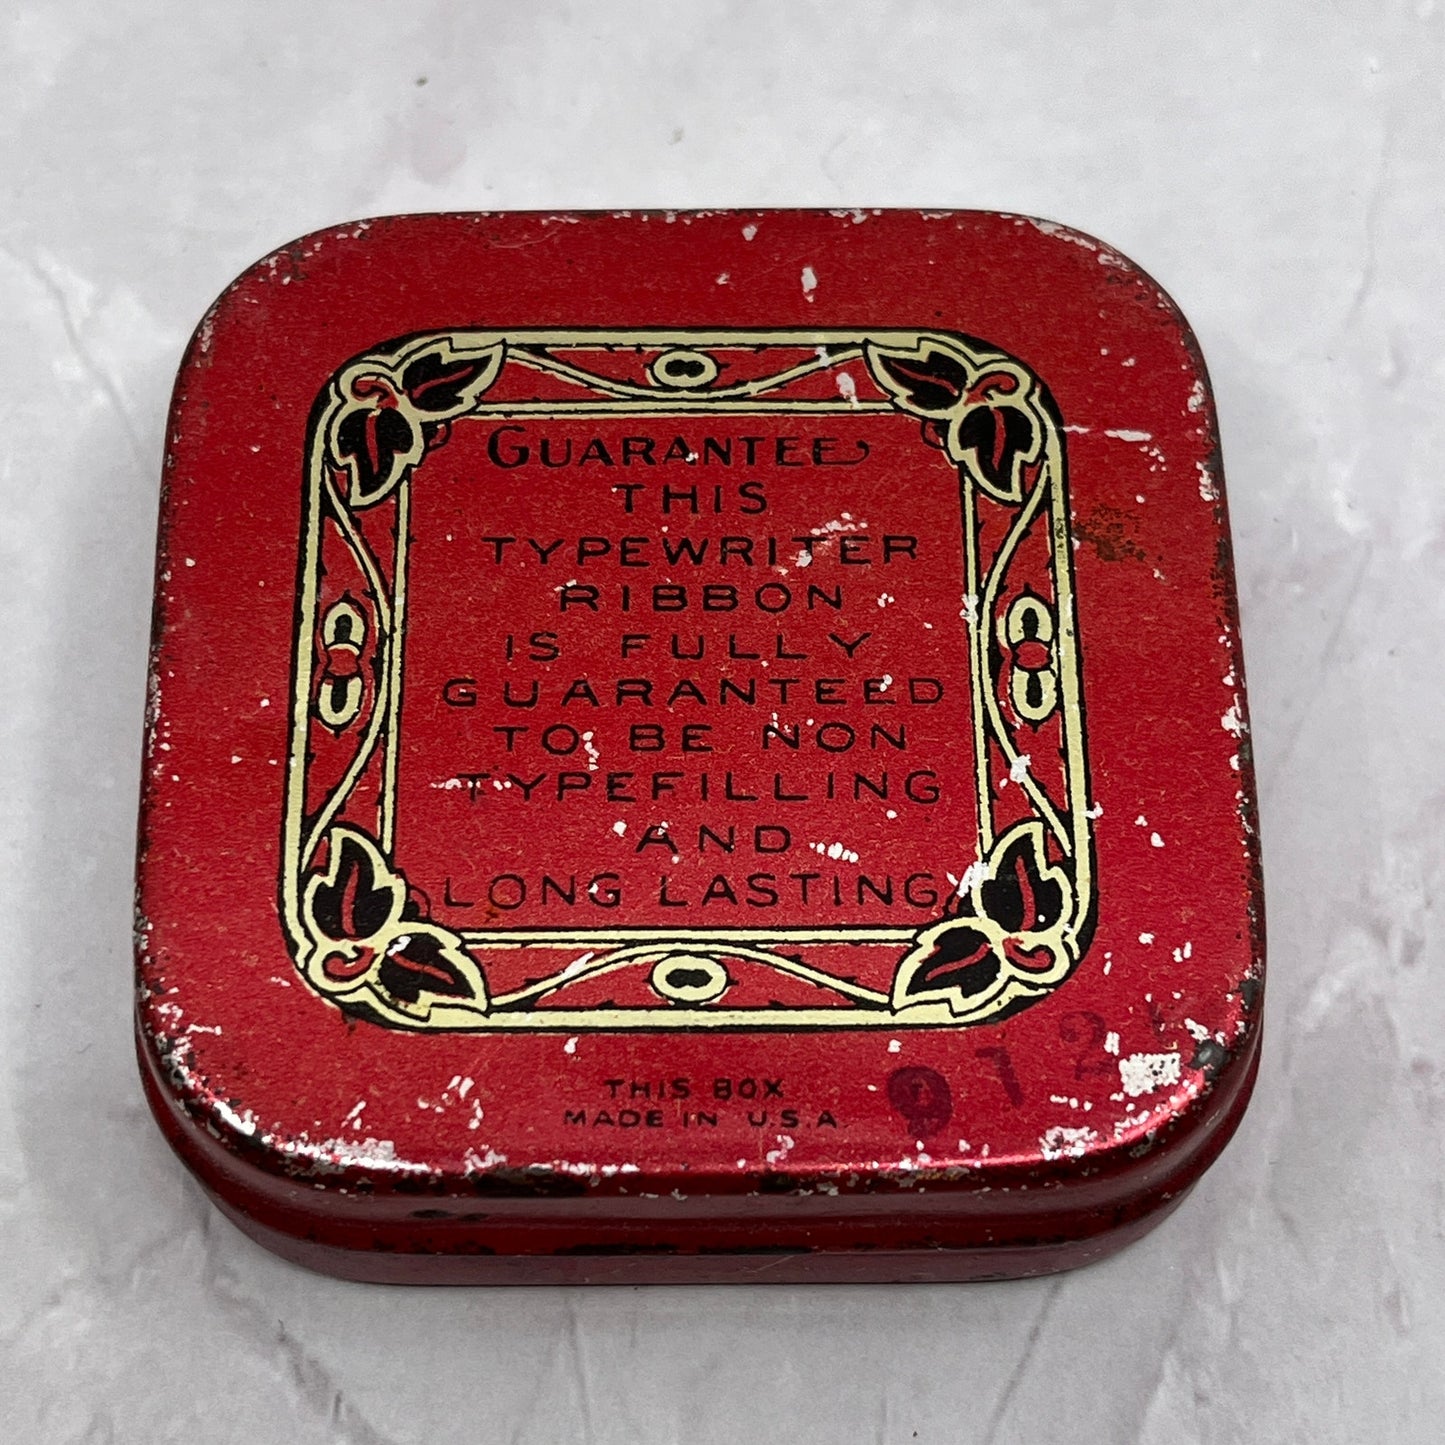 GUARANTEE
THIS
TYPEWRITER
RIBBON
IS FULLY
GUARANTEED
TO BE NON
TYPEFILLING
AND
LONG LASTING
THIS BOX
MADE IN U.S.A.